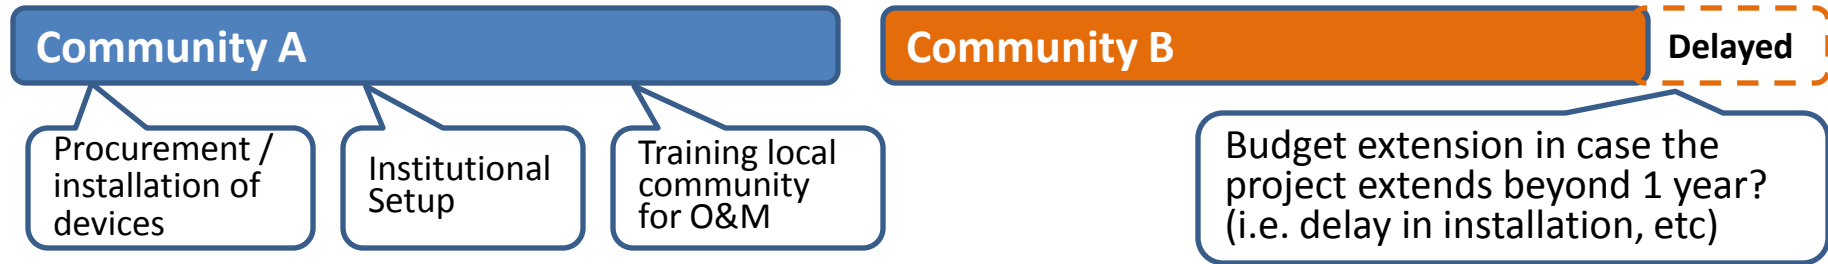 Community A
Community B
Delayed
Procurement /
installation of
devices
Institutional
Setup
Training local
community
for O&M
Budget extension in case the
project extends beyond 1 year?
(i.e. delay in installation, etc)